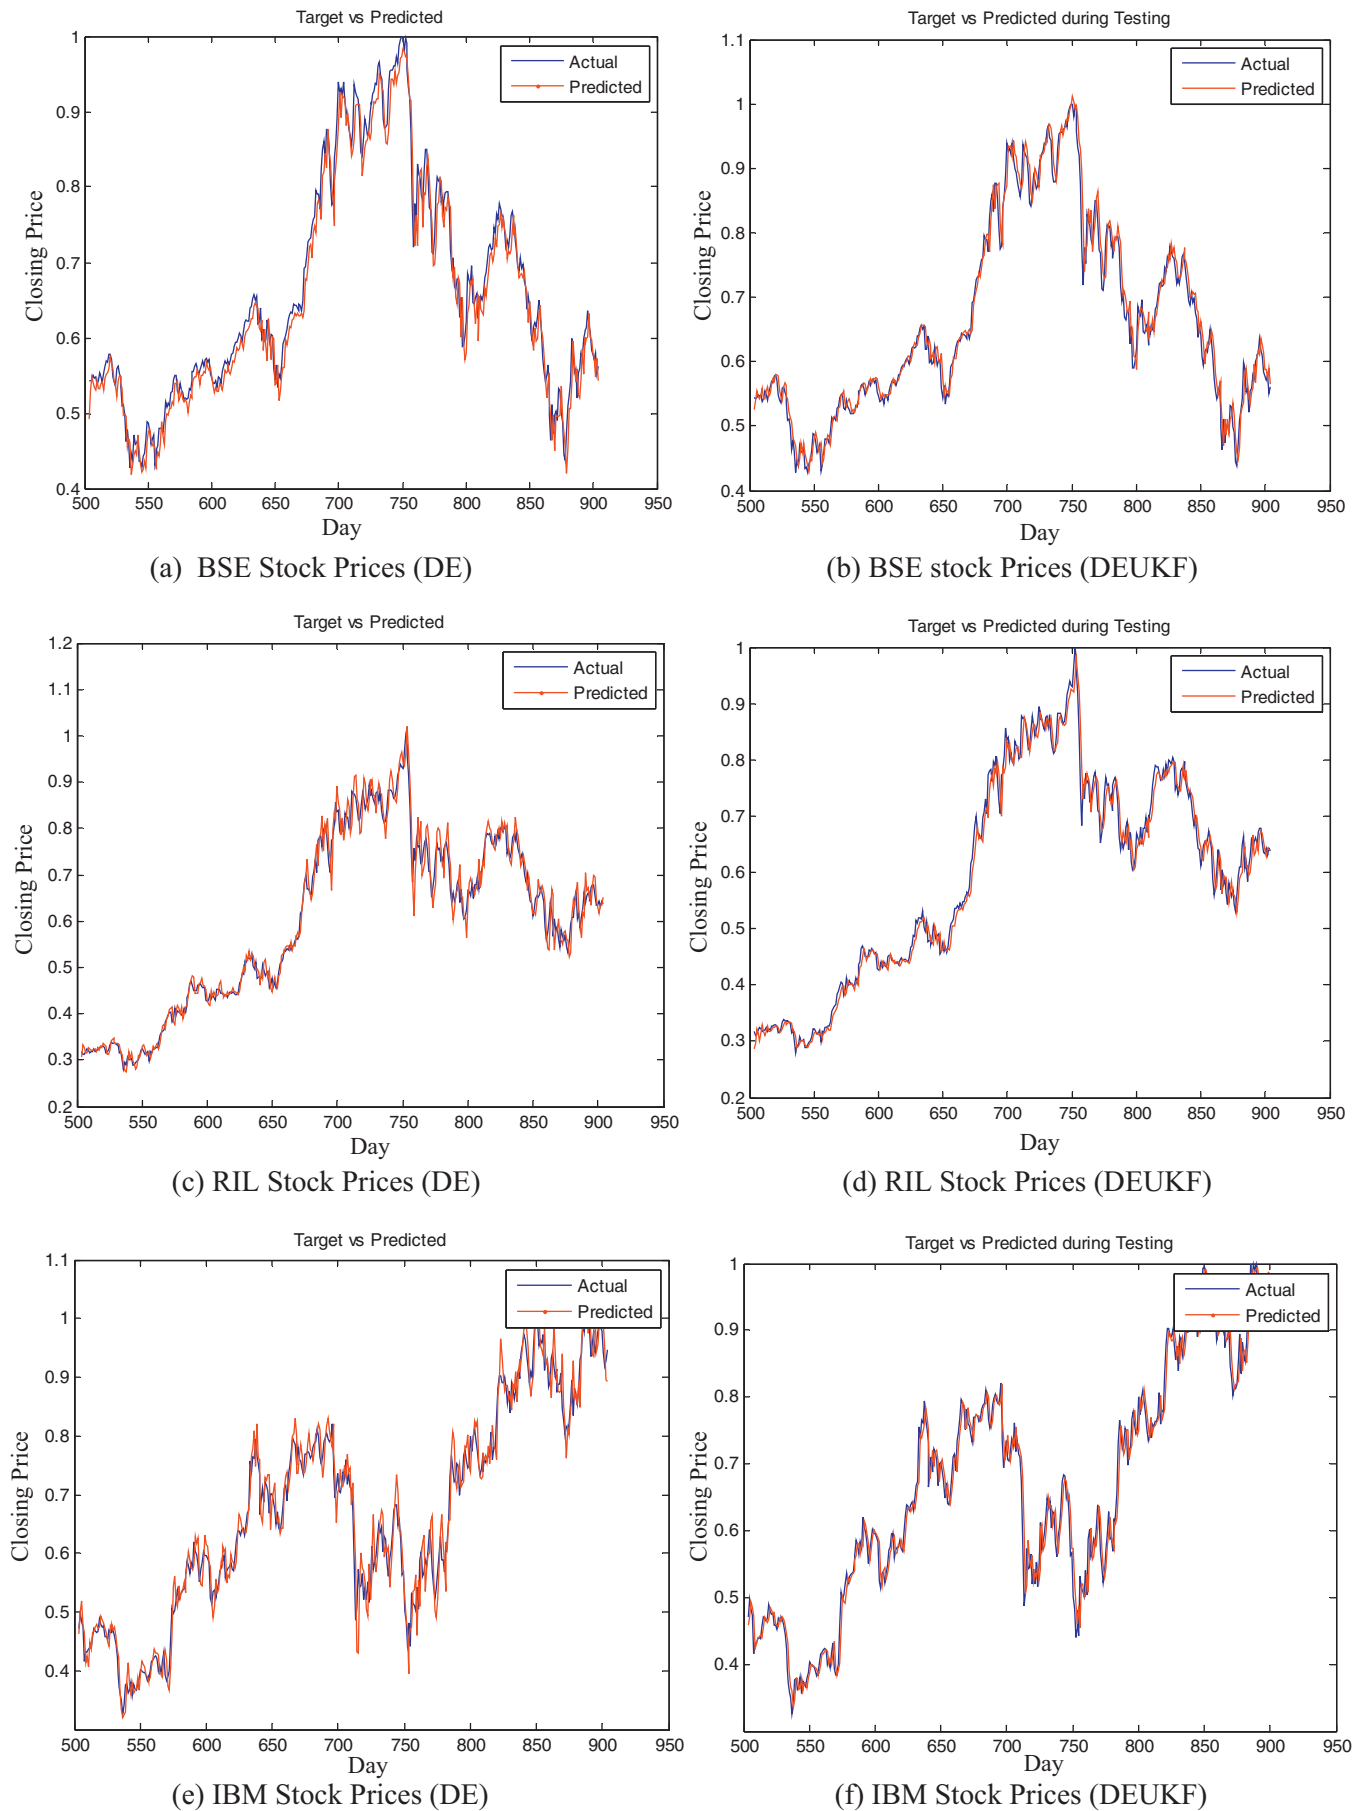 Target vs Predicted
1
0.9
0.8
0.7
0.6
0.5
0.4
Closing Price
Actual
Predicted
500 550 600 650 700 750 800 850 900 950
Day
(a) BSE Stock Prices (DE)
Target vs Predicted during Testing
1.1
1
0.9
0.8
0.7
0.6
0.5
0.4
Closing Price
Actual
Predicted
500 550 600 650 700 750 800 850 900 950
Day
(b) BSE stock Prices (DEUKF)
Target vs Predicted
1.2
1.1
1
0.9
0.8
0.7
0.6
0.5
0.4
0.3
0.2
Closing Price
Actual
Predicted
500 550 600 650 700 750 800 850 900 950
Day
(c) RIL Stock Prices (DE)
Target vs Predicted during Testing
1
0.9
0.8
0.7
0.6
0.5
0.4
0.3
0.2
Closing Price
Actual
Predicted
500 550 600 650 700 750 800 850 900 950
Day
(d) RIL Stock Prices (DEUKF)
Target vs Predicted
1.1
1
0.9
0.8
0.7
0.6
0.5
0.4
Closing Price
Actual
Predicted
500 550 600 650 700 750 800 850 900 950
Day
(e) IBM Stock Prices (DE)
Target vs Predicted during Testing
1
0.9
0.8
0.7
0.6
0.5
0.4
Closing Price
Actual
Predicted
500 550 600 650 700 750 800 850 900 950
Day
(f) IBM Stock Prices (DEUKF)